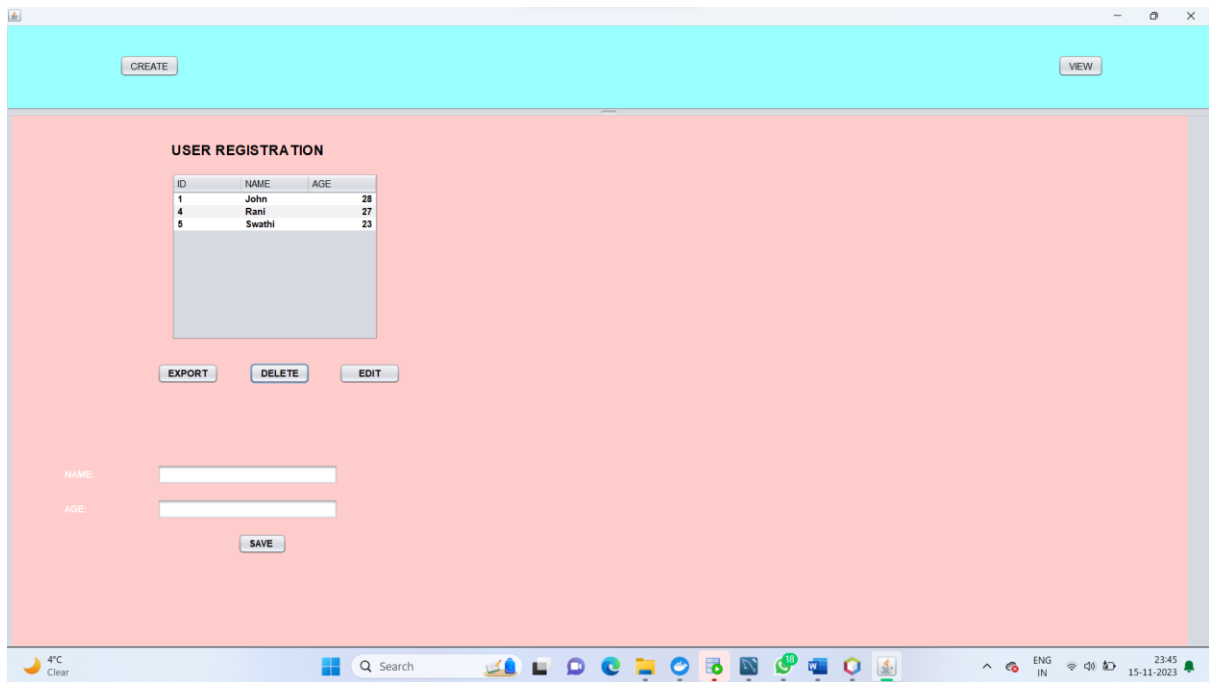 CREATE VIEW
USER REGISTRATION
ID NAME AGE
1 John 28
4 Rani 27
5 Swathi 23
EXPORT DELETE EDIT
NAME:
AGE:
SAVE
4°C
Clear
Search
18
ENG
IN
23:45
15-11-2023